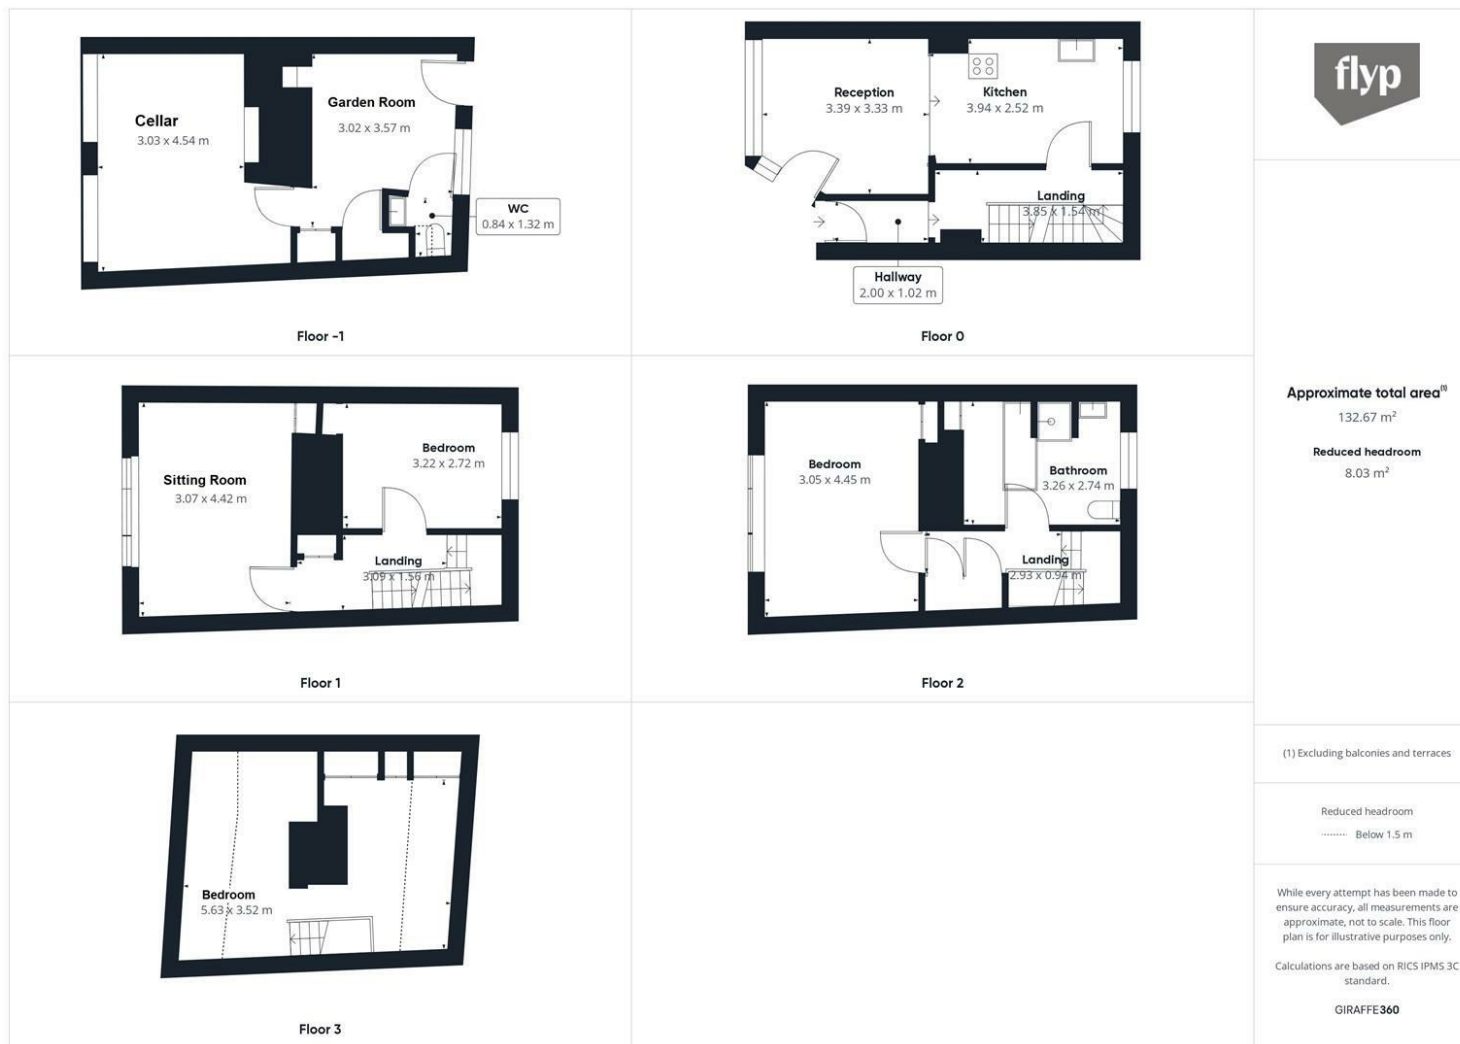 Cellar
3.03 x 4.54 m
Garden Room
3.02 x 3.57 m
WC
0.84 x 1.32 m
Floor -1
Reception
3.39 x 3.33 m
Kitchen
3.94 x 2.52 m
Landing
3.85 x 1.54 m
Hallway
2.00 x 1.02 m
Floor 0
Sitting Room
3.07 x 4.42 m
Bedroom
3.22 x 2.72 m
Landing
3.09 x 1.56 m
Floor 1
Bedroom
3.05 x 4.45 m
Bathroom
3.26 x 2.74 m
Landing
2.93 x 0.94 m
Floor 2
Bedroom
5.63 x 3.52 m
Floor 3
flyp
Approximate total area(1)
132.67 m²
Reduced headroom
8.03 m²
(1) Excluding balconies and terraces
Reduced headroom
Below 1.5 m
While every attempt has been made to
ensure accuracy, all measurements are
approximate, not to scale. This floor
plan is for illustrative purposes only.
Calculations are based on RICS IPMS 3C
standard.
GIRAFFE360